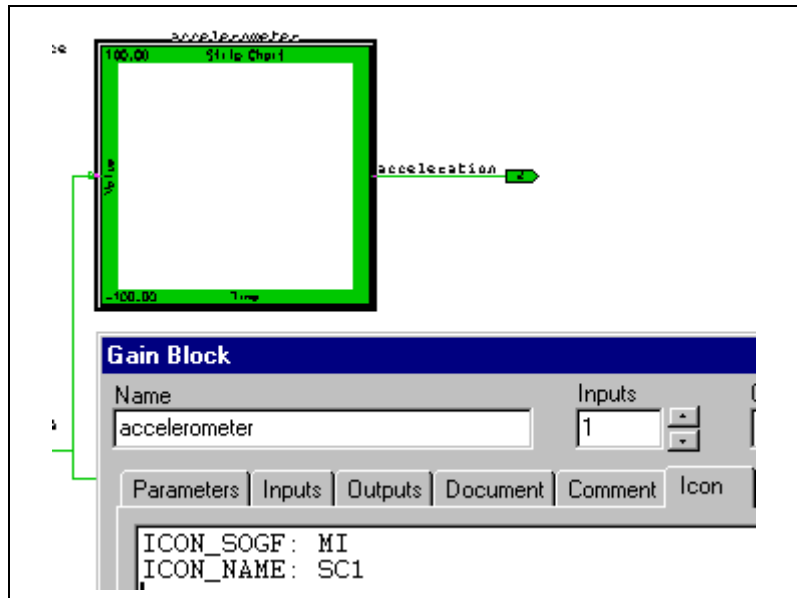 accelerometer
100.00 Strip Chart
Value
acceleration
2
-100.00 Time
Gain Block
Name Inputs
accelerometer 1
Parameters Inputs Outputs Document Comment Icon
ICON_SOGF: MI
ICON_NAME: SC1